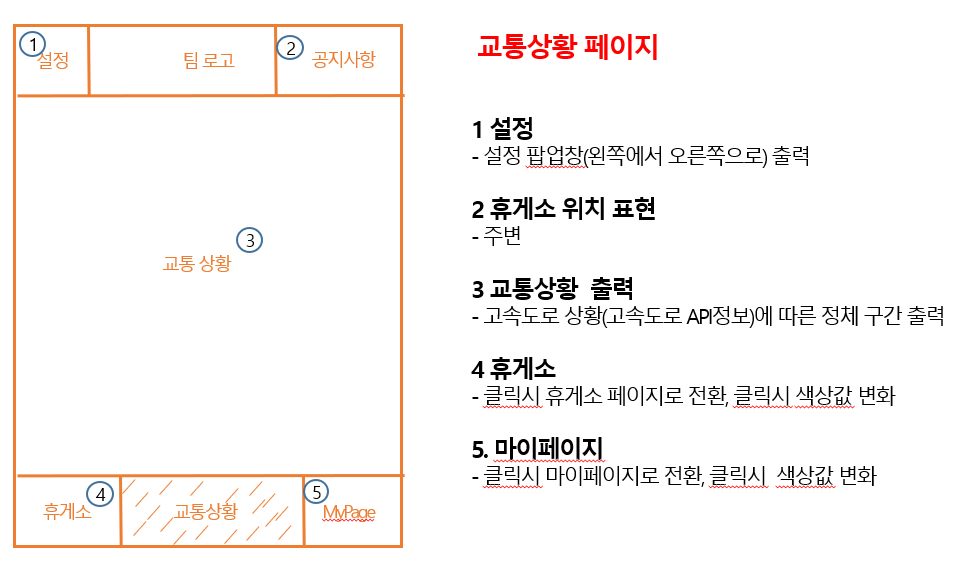 1
설정
팀 로고
2
공지사항
3
교통 상황
휴게소
4
교통상황
5
MyPage
교통상황 페이지
1 설정
- 설정 팝업창(왼쪽에서 오른쪽으로) 출력
2 휴게소 위치 표현
- 주변
3 교통상황 출력
- 고속도로 상황(고속도로 API정보)에 따른 정체 구간 출력
4 휴게소
- 클릭시 휴게소 페이지로 전환, 클릭시 색상값 변화
5. 마이페이지
- 클릭시 마이페이지로 전환, 클릭시 색상값 변화